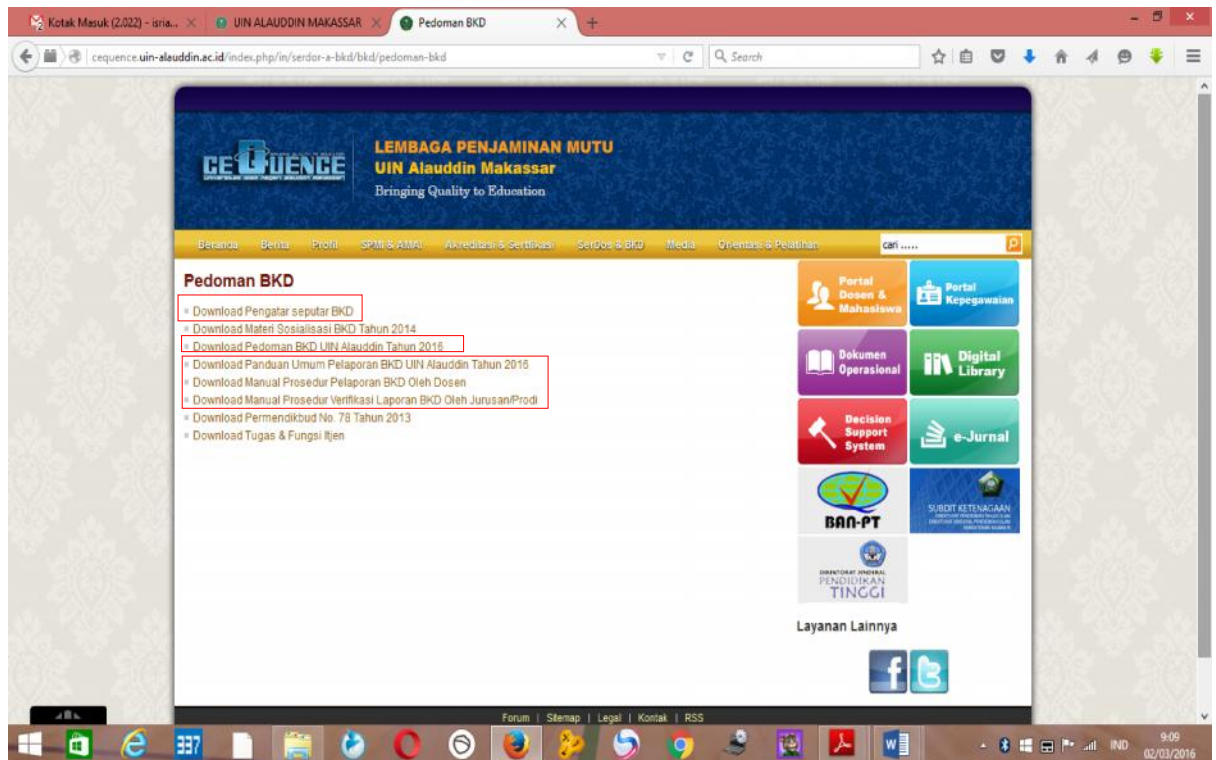 Kotak Masuk (2.022) - isria...
UIN ALAUDDIN MAKASSAR
Pedoman BKD
cequence.uin-alauddin.ac.id/index.php/in/serdor-a-bkd/bkd/pedoman-bkd
Search
CEQUENCE
LEMBAGA PENJAMINAN MUTU
UIN Alauddin Makassar
Bringing Quality to Education
Beranda Berita Profil SPMI & AMAI Akreditasi & Sertfikasi SerDos & BKD Media Orientasi & Pelatihan
cari .....
Pedoman BKD
Download Pengatar seputar BKD
Download Materi Sosialisasi BKD Tahun 2014
Download Pedoman BKD UIN Alauddin Tahun 2016
Download Panduan Umum Pelaporan BKD UIN Alauddin Tahun 2016
Download Manual Prosedur Pelaporan BKD Oleh Dosen
Download Manual Prosedur Verifikasi Laporan BKD Oleh Jurusan/Prodi
Download Permendikbud No. 78 Tahun 2013
Download Tugas & Fungsi Itjen
Portal
Dosen &
Mahasiswa
Portal
Kepegawaian
Dokumen
Operasional
Digital
Library
Decision
Support
System
e-Jurnal
BAN-PT
SUBDIT KETENAGAAN
DIREKTORAT JENDERAL
PENDIDIKAN
TINGGI
Layanan Lainnya
Forum | Sitemap | Legal | Kontak | RSS
337
IND
9:09
02/03/2016